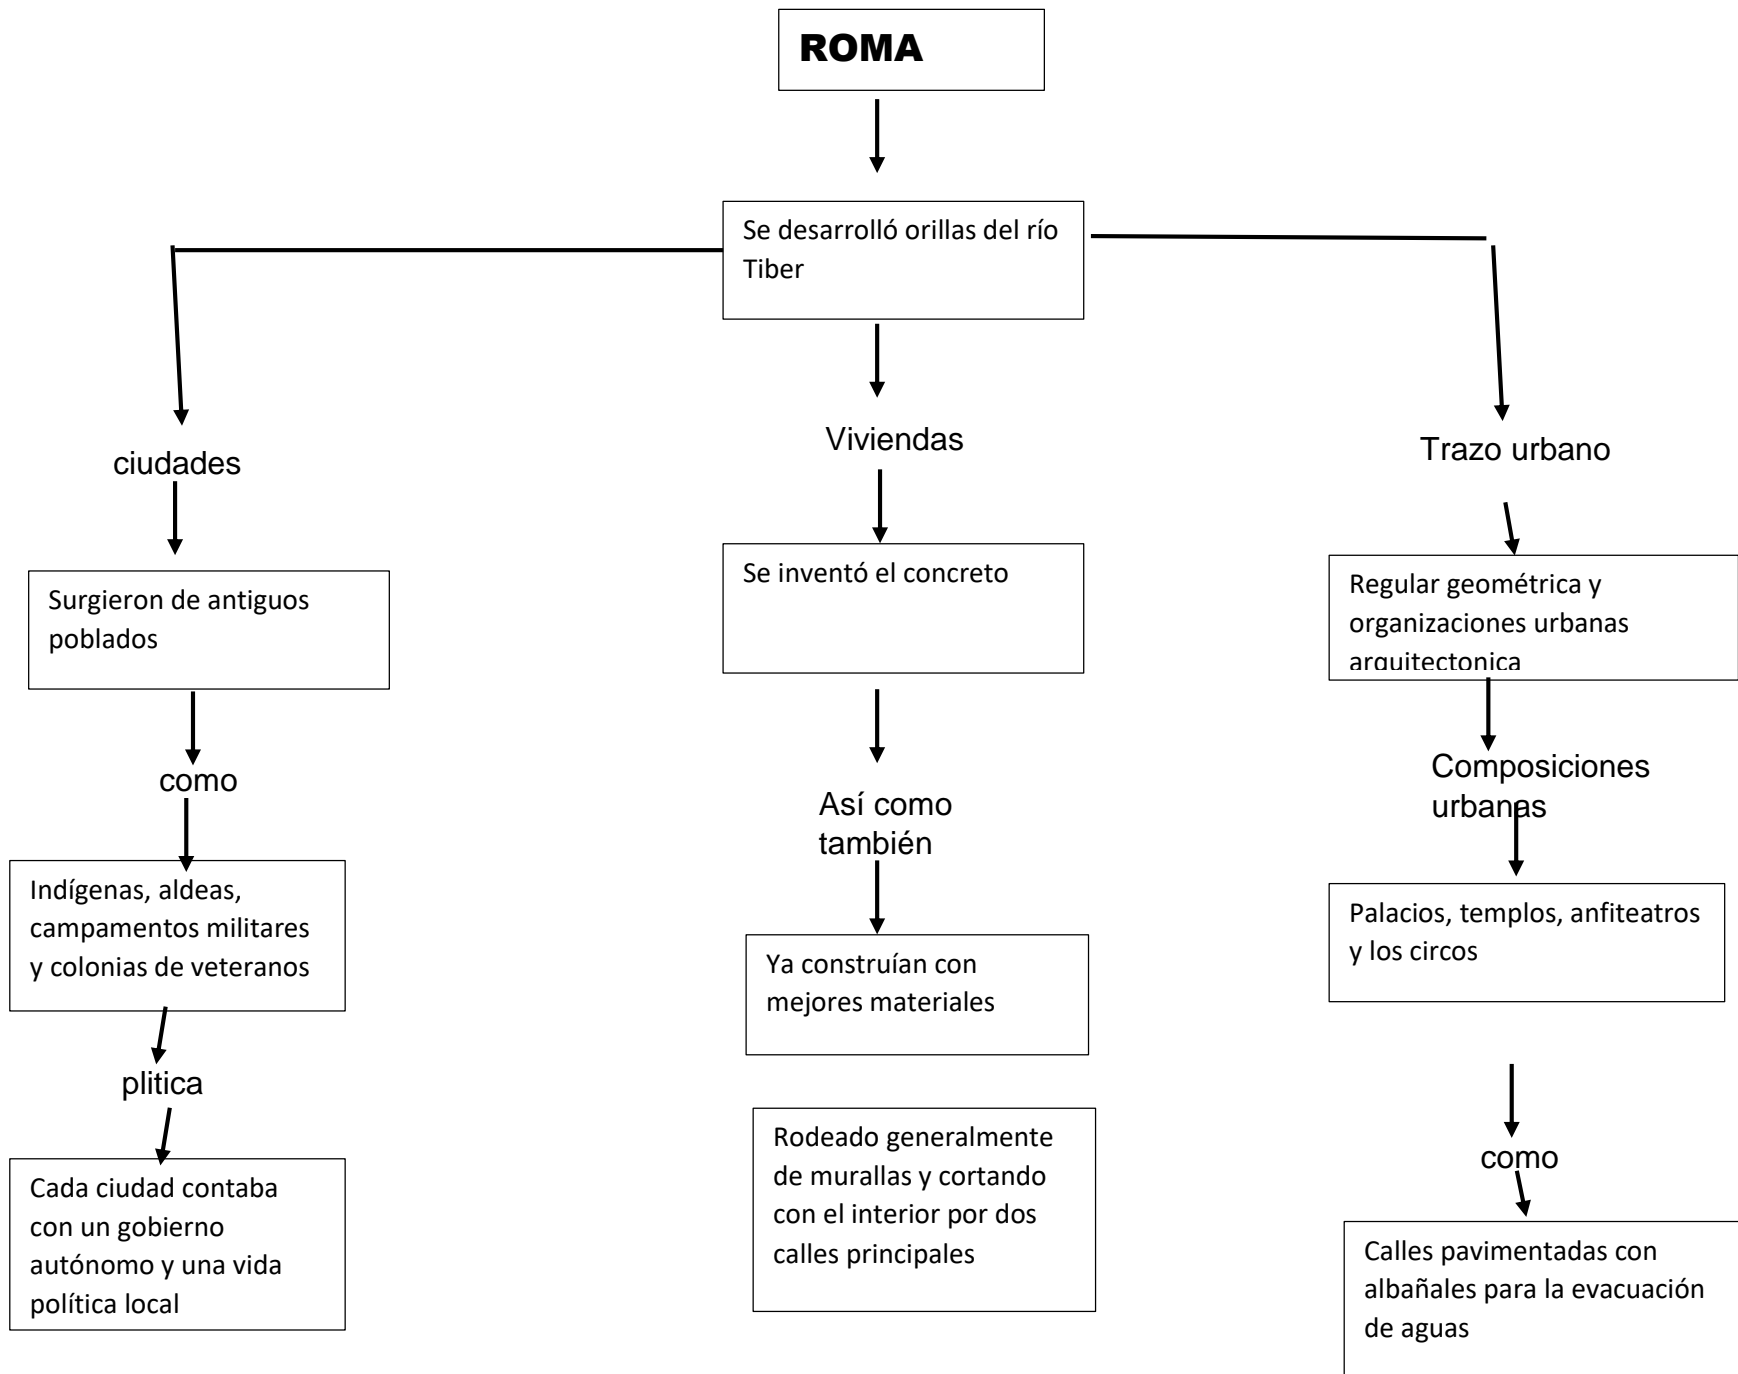 ROMA
Se desarrolló orillas del río
Tiber
ciudades
Surgieron de antiguos
poblados
como
Indígenas, aldeas,
campamentos militares
y colonias de veteranos
plitica
Cada ciudad contaba
con un gobierno
autónomo y una vida
política local
Viviendas
Se inventó el concreto
Así como
también
Ya construían con
mejores materiales
Rodeado generalmente
de murallas y cortando
con el interior por dos
calles principales
Trazo urbano
Regular geométrica y
organizaciones urbanas
arquitectonica
Composiciones
urbanas
Palacios, templos, anfiteatros
y los circos
como
Calles pavimentadas con
albañales para la evacuación
de aguas